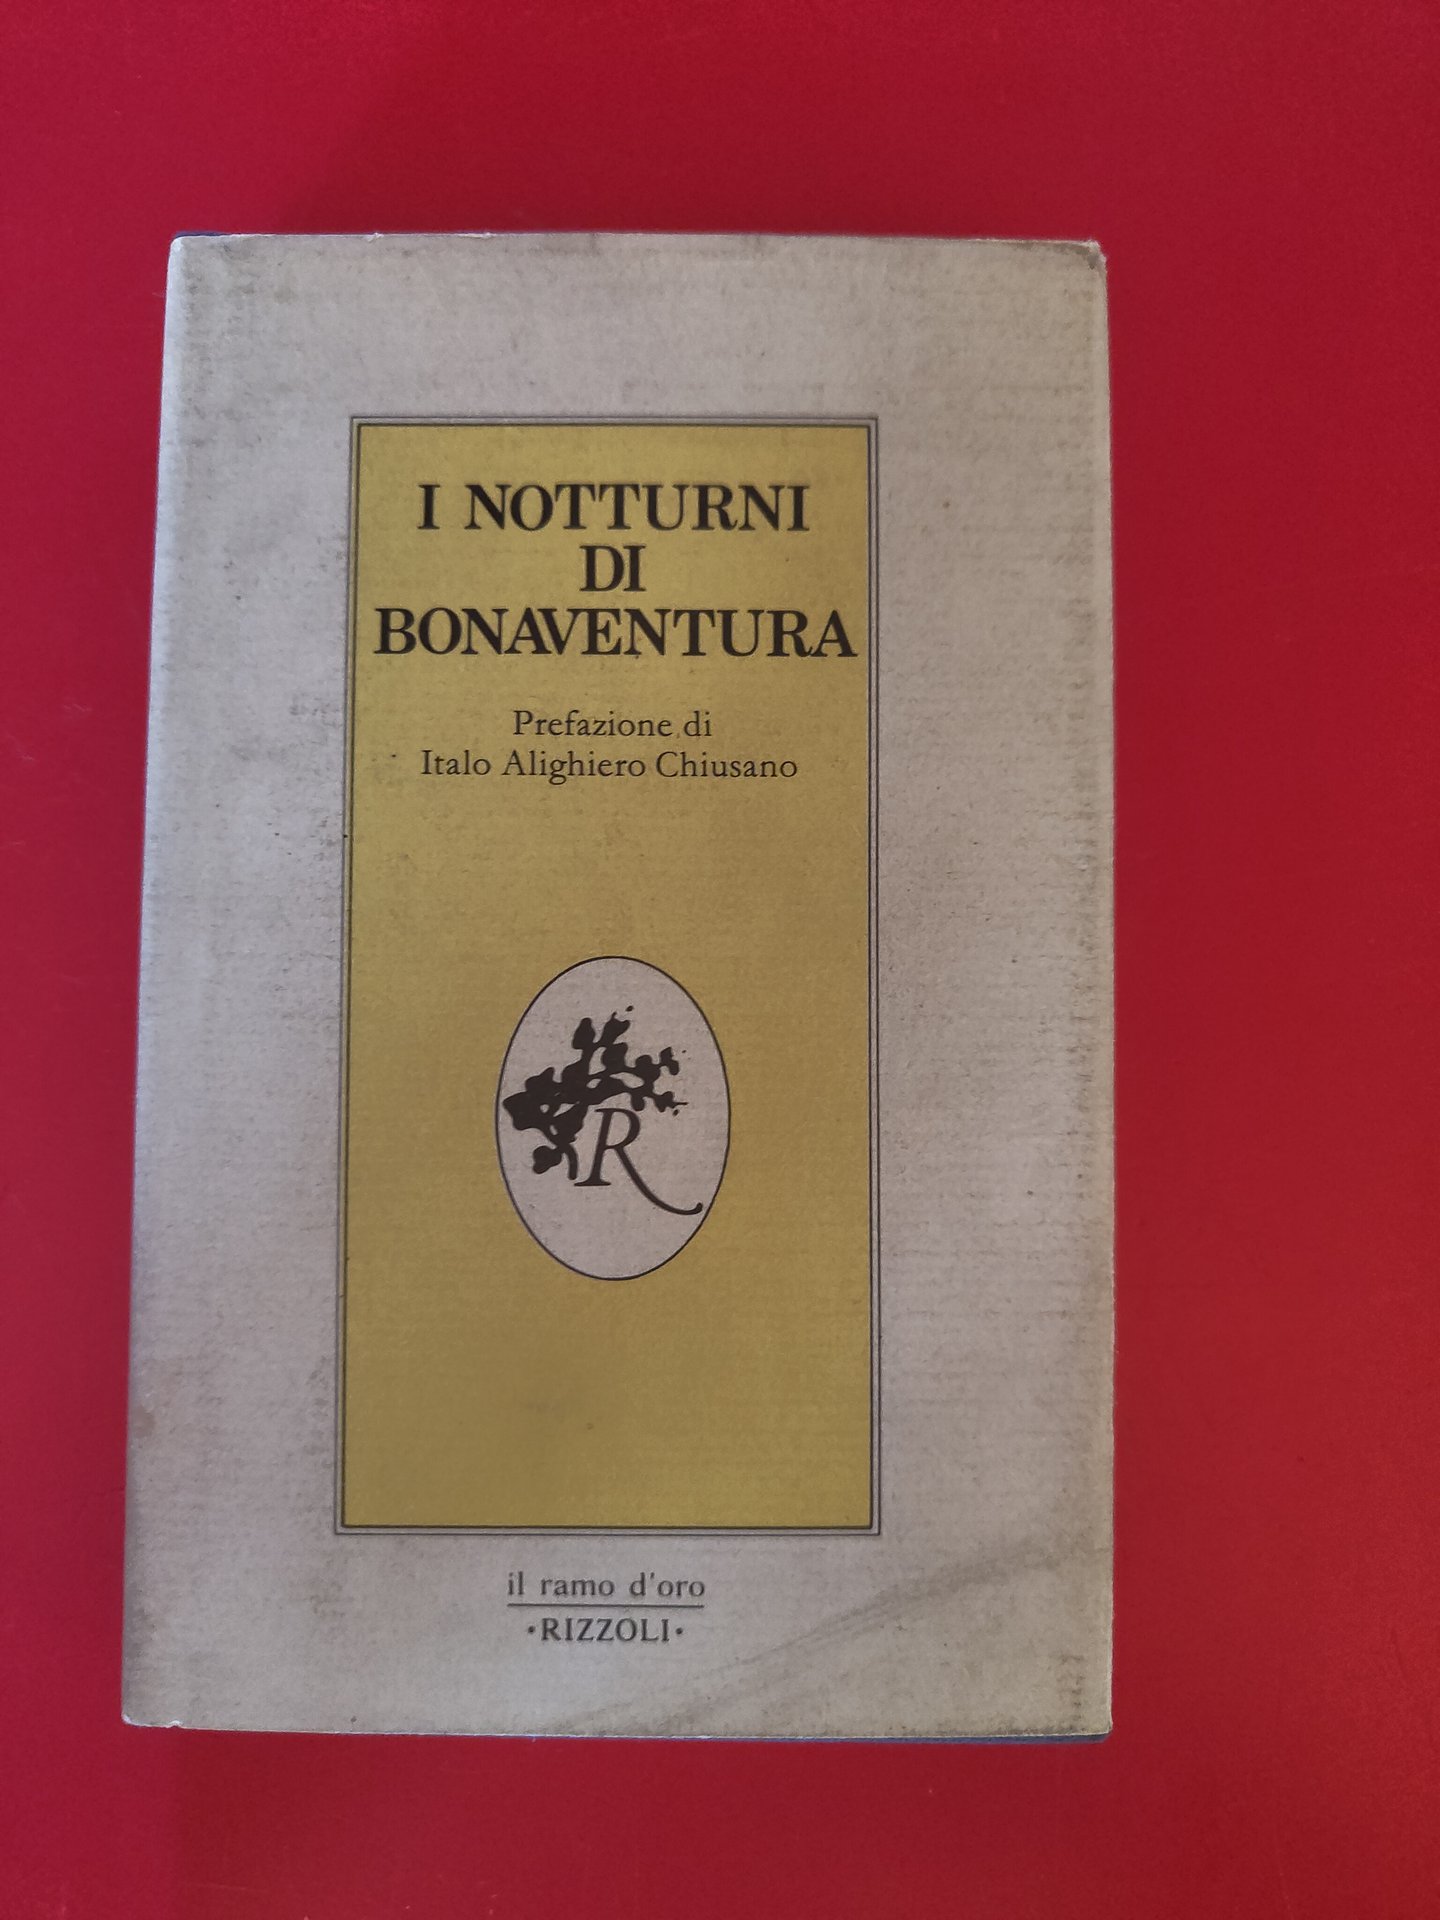 I NOTTURNI
DI
BONAVENTURA
Prefazione di
Italo Alighiero Chiusano
R
il ramo d'oro
·RIZZOLI·